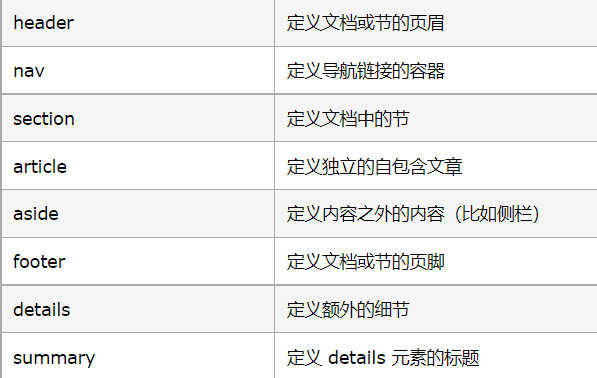 header 定义文档或节的页眉
nav 定义导航链接的容器
section 定义文档中的节
article 定义独立的自包含文章
aside 定义内容之外的内容（比如侧栏）
footer 定义文档或节的页脚
details 定义额外的细节
summary 定义 details 元素的标题